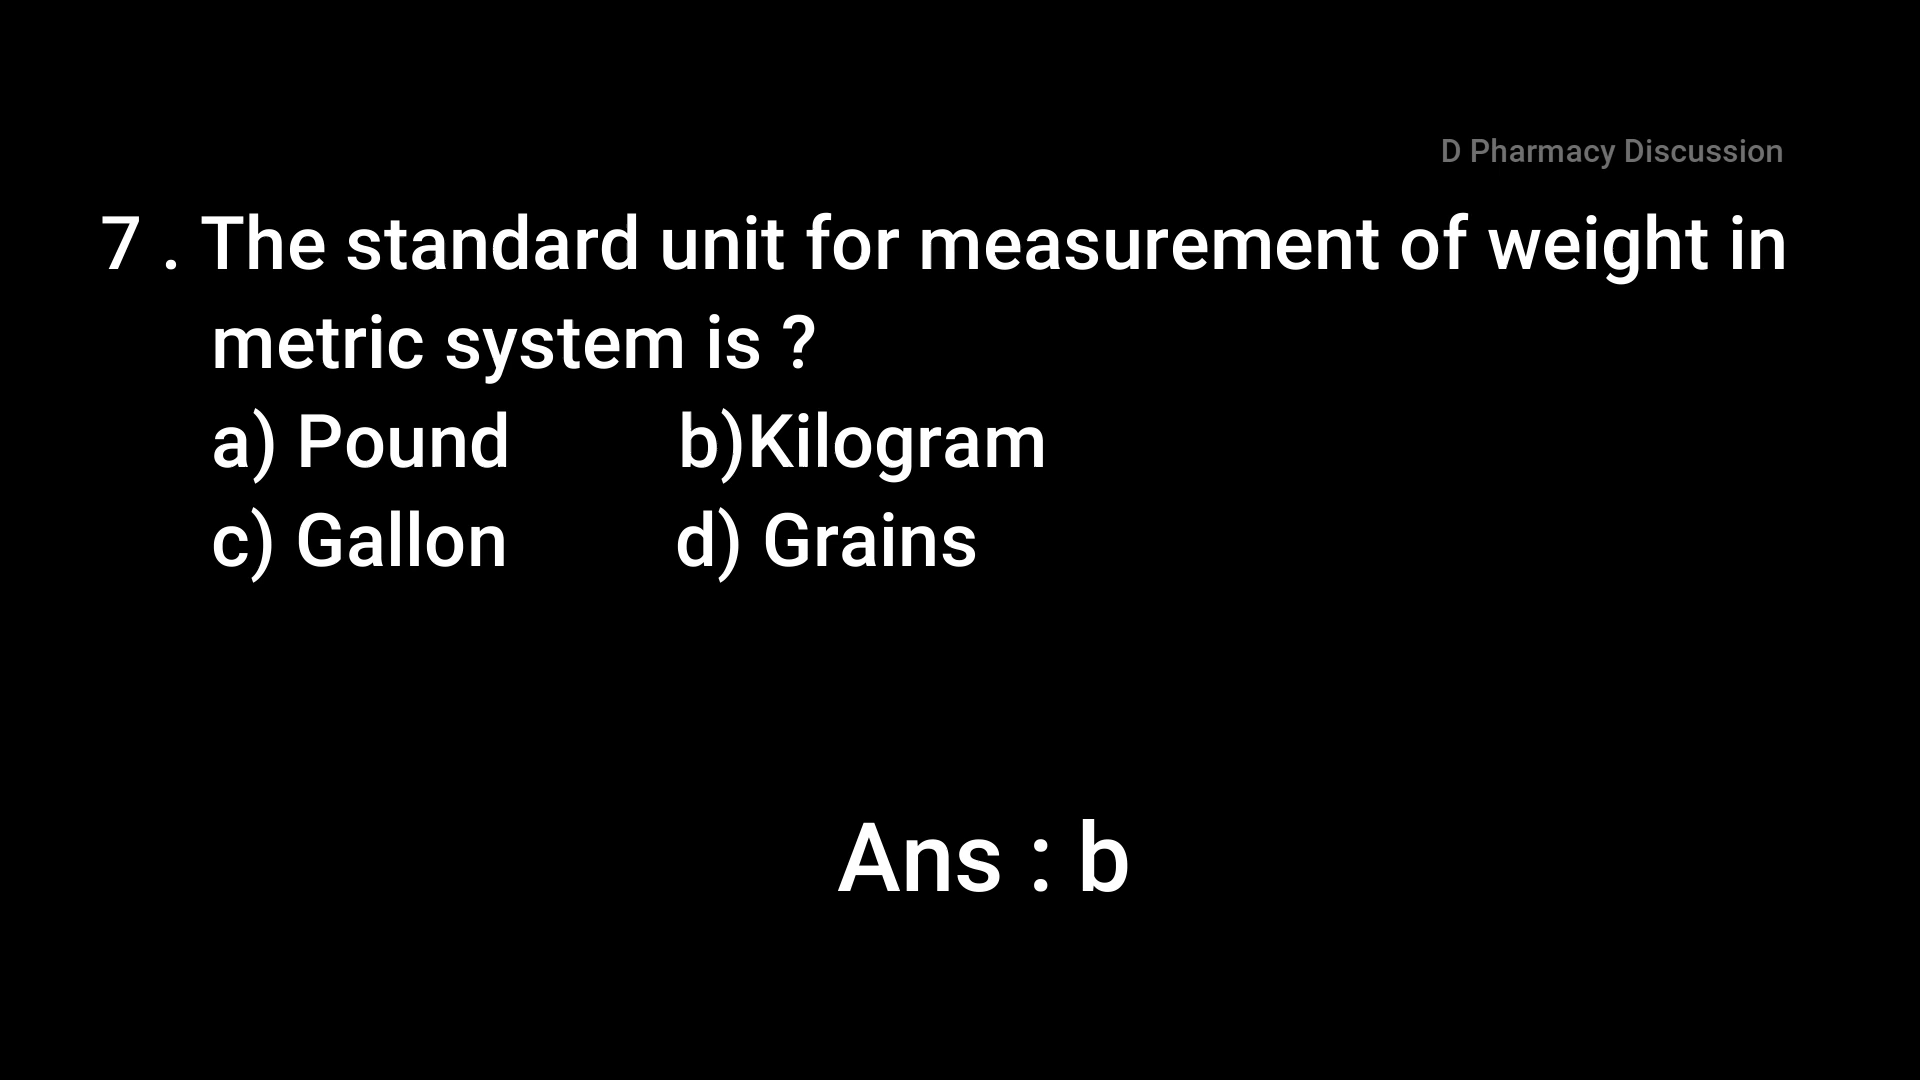 D Pharmacy Discussion
7 . The standard unit for measurement of weight in
metric system is ?
a) Pound b)Kilogram
c) Gallon d) Grains
Ans : b